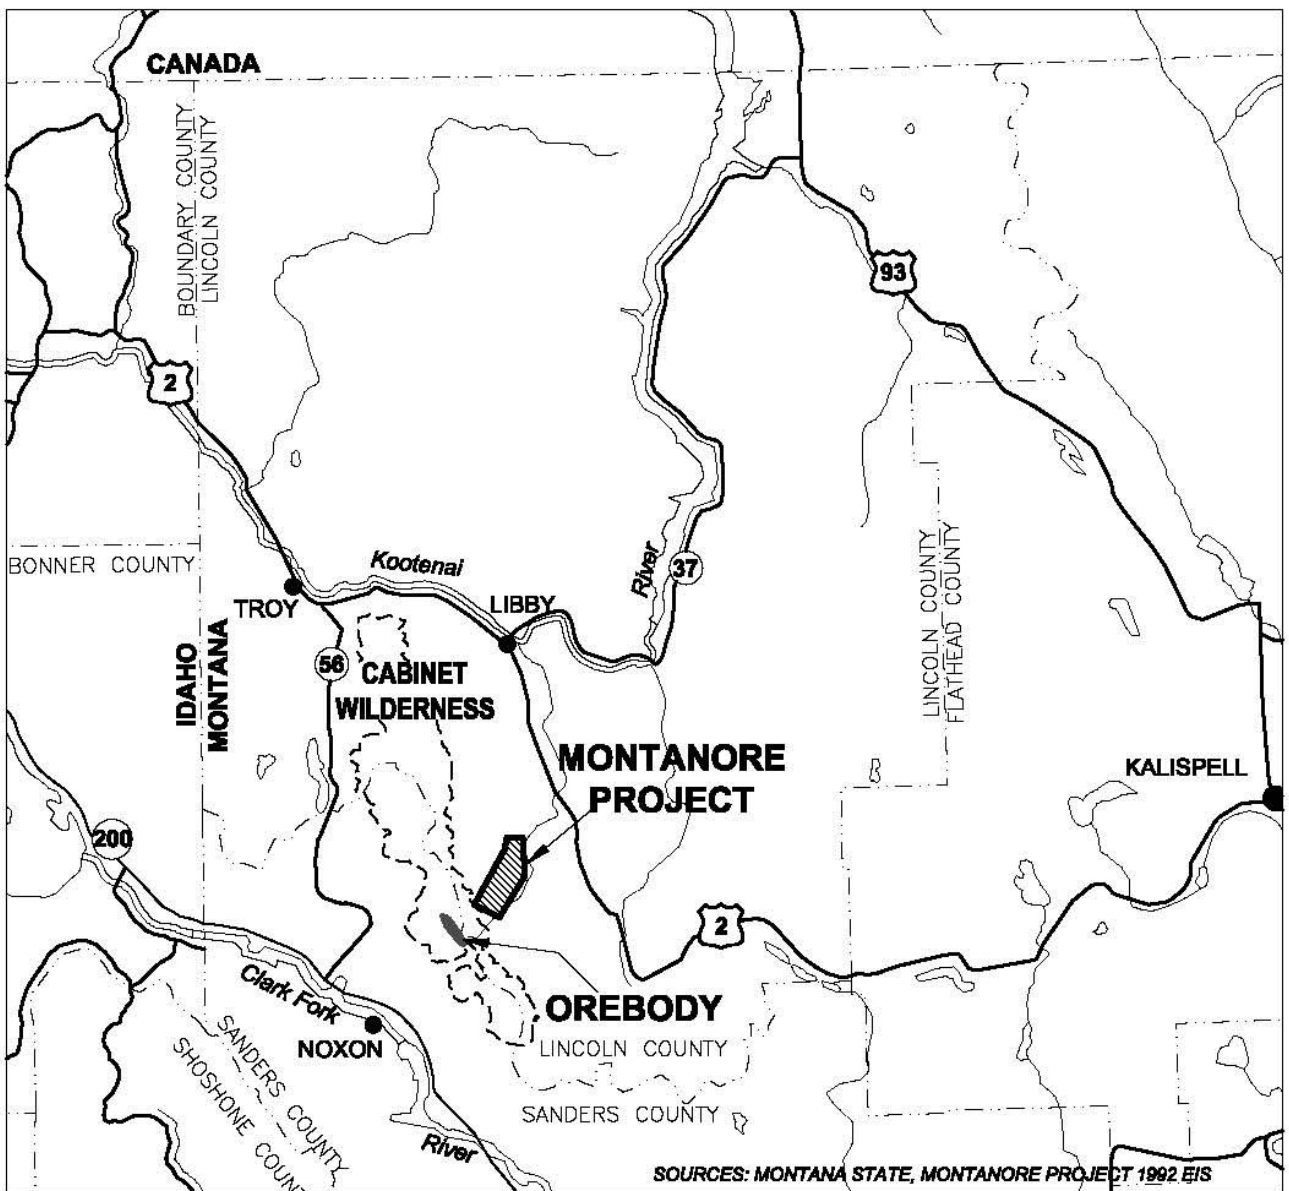 CANADA
BOUNDARY COUNTY
LINCOLN COUNTY
93
2
BONNER COUNTY
Kootenai
River
37
TROY
LIBBY
LINCOLN COUNTY
FLATHEAD COUNTY
IDAHO
MONTANA
56
CABINET
WILDERNESS
MONTANORE
PROJECT
KALISPELL
200
2
Clark Fork
OREBODY
NOXON
LINCOLN COUNTY
SANDERS COUNTY
SHOSHONE COUN
SANDERS COUNTY
River
SOURCES: MONTANA STATE, MONTANORE PROJECT 1992 EIS